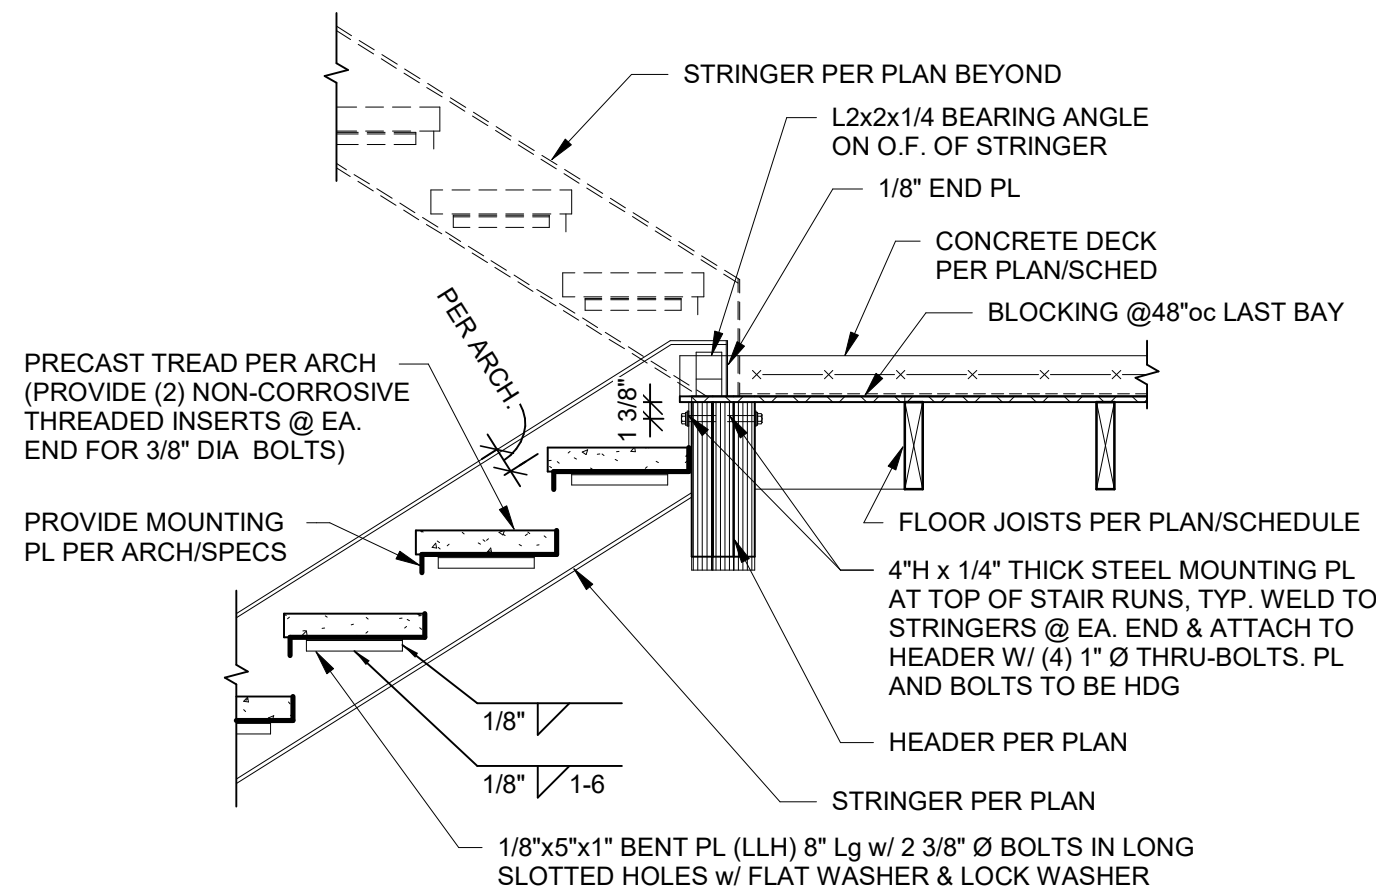 STRINGER PER PLAN BEYOND
L2x2x1/4 BEARING ANGLE
ON O.F. OF STRINGER
1/8" END PL
CONCRETE DECK
PER PLAN/SCHED
BLOCKING @48"oc LAST BAY
PER ARCH.
1 3/8"
PRECAST TREAD PER ARCH
(PROVIDE (2) NON-CORROSIVE
THREADED INSERTS @ EA.
END FOR 3/8" DIA BOLTS)
PROVIDE MOUNTING
PL PER ARCH/SPECS
FLOOR JOISTS PER PLAN/SCHEDULE
4"H x 1/4" THICK STEEL MOUNTING PL
AT TOP OF STAIR RUNS, TYP. WELD TO
STRINGERS @ EA. END & ATTACH TO
HEADER W/ (4) 1" Ø THRU-BOLTS. PL
AND BOLTS TO BE HDG
1/8"
HEADER PER PLAN
1/8" 1-6
STRINGER PER PLAN
1/8"x5"x1" BENT PL (LLH) 8" Lg w/ 2 3/8" Ø BOLTS IN LONG
SLOTTED HOLES w/ FLAT WASHER & LOCK WASHER